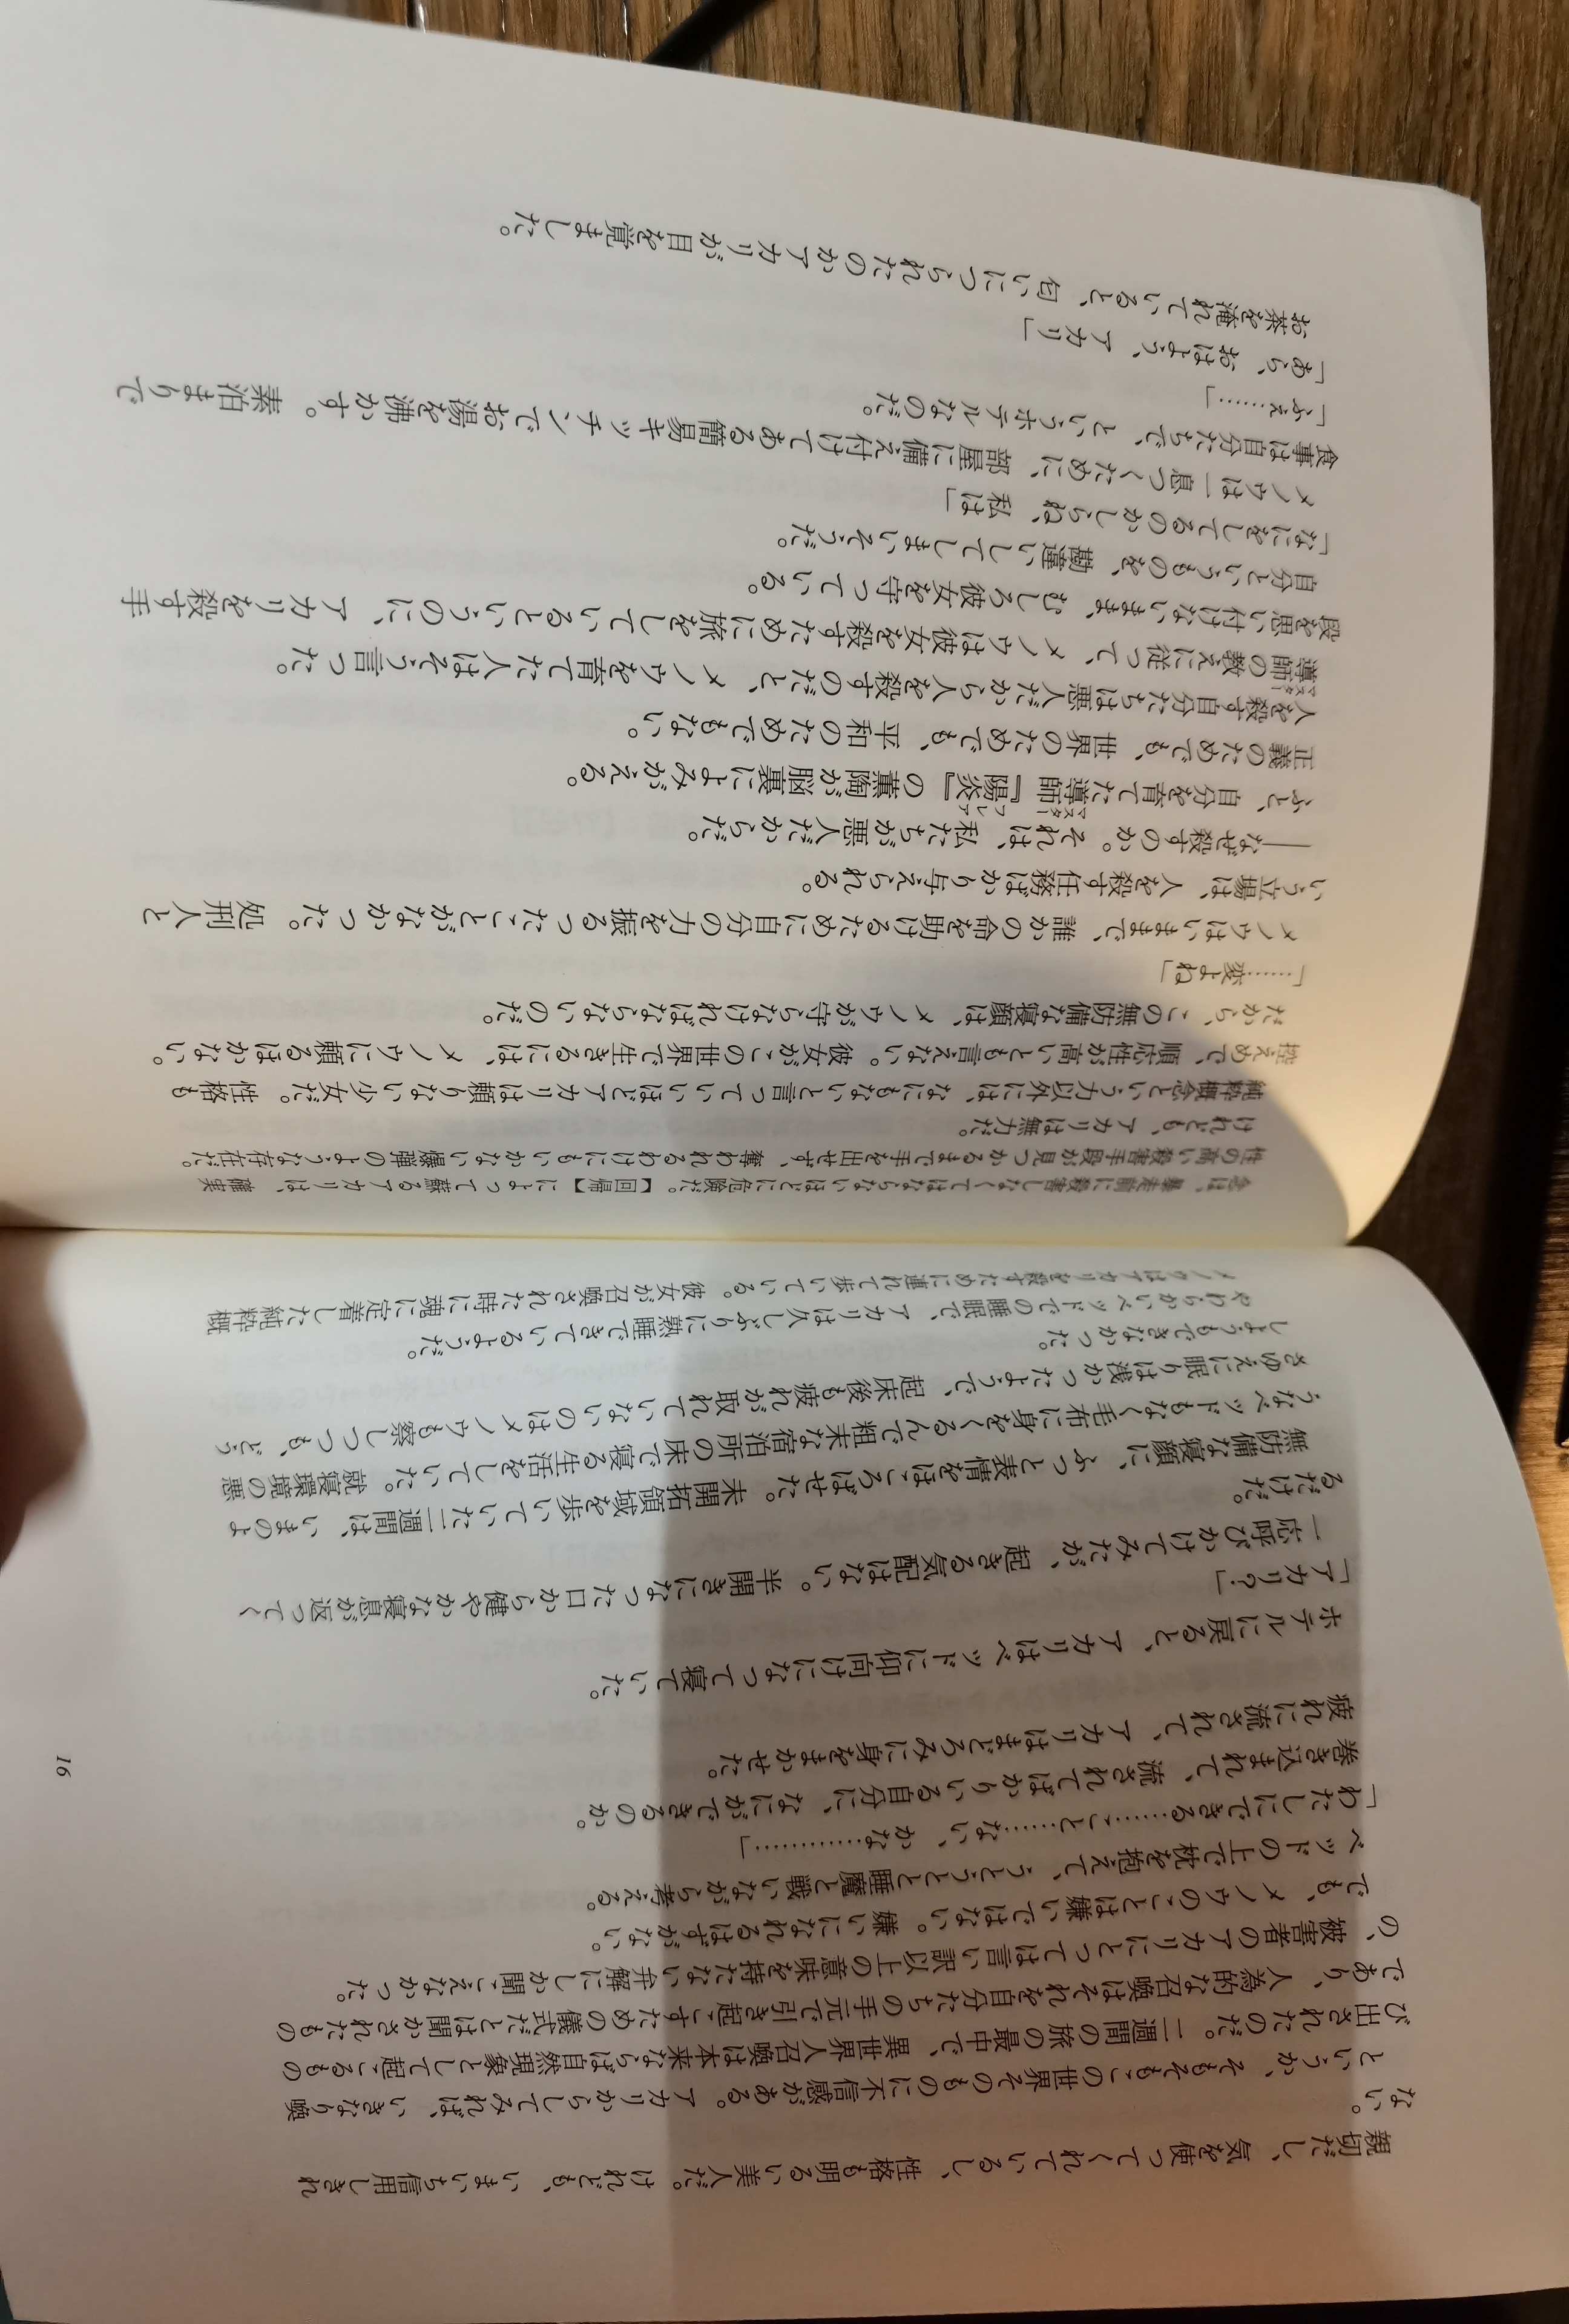 親切だし、気を使ってくれているし、性格も明るい美人だ。けれども、いまいち信用しきれ
ない。
というか、そもそもこの世界そのものに不信感がある。アカリからしてみれば、いきなり喚
び出されたのだ。二週間の旅の最中で、異世界人召喚は本来ならば自然現象として起こるもの
であり、人為的な召喚はそれを自分たちの手元で引き起こすための儀式だとは聞かされたもの
の、被害者のアカリにとっては言い訳以上の意味を持たない弁解にしか聞こえなかった。
でも、メノウのことは嫌いではない。嫌いになれるはずがない。
ベッドの上で枕を抱えて、うとうとと睡魔と戦いながら考える。
「わたしにできる……こと……ない、かな…………」
巻き込まれて、流されてばかりいる自分に、なにができるのか。
疲れに流されて、アカリはまどろみに身をまかせた。
ホテルに戻ると、アカリはベッドに仰向けになって寝ていた。
「アカリ?」
一応呼びかけてみたが、起きる気配はない。半開きになった口から健やかな寝息が返ってく
るだけだ。
無防備な寝顔に、ふっと表情をほころばせた。未開拓領域を歩いていた二週間は、いまのよ
うなベッドもなく毛布に身をくるんで粗末な宿泊所の床で寝る生活をしていた。就寝環境の悪
さゆえに眠りは浅かったようで、起床後も疲れが取れていないのはメノウも察しつつも、どう
しようもできなかった。
やわらかいベッドでの睡眠で、アカリは久しぶりに熟睡できているようだ。
メノウはアカリを殺すために連れて歩いている。彼女が召喚された時に魂に定着した純粋概
16
念は、暴走前に殺害しなくてはならないほどに危険だ。【回帰】によって蘇るアカリは、確実
性の高い殺害手段が見つかるまで手を出せず、奪われるわけにもいかない爆弾のような存在だ。
けれども、アカリは無力だ。
純粋概念という力以外には、なにもないと言っていいほどアカリは頼りない少女だ。性格も
控えめで、順応性が高いとも言えない。彼女がこの世界で生きるには、メノウに頼るほかない。
だから、この無防備な寝顔は、メノウが守らなければならないのだ。
「……変よね」
メノウはいままで、誰かの命を助けるために自分の力を振るったことがなかった。処刑人と
いう立場は、人を殺す任務ばかり与えられる。
――なぜ殺すのか。それは、私たちが悪人だからだ。
ふと、自分を育てた導師『陽炎』の薫陶が脳裏によみがえる。
マスター
フレア
正義のためでも、世界のためでも、平和のためでもない。
人を殺す自分たちは悪人だから人を殺すのだと、メノウを育てた人はそう言った。
導師の教えに従って、メノウは彼女を殺すために旅をしているというのに、アカリを殺す手
マスター
段を思い付けないまま、むしろ彼女を守っている。
自分というものを、勘違いしてしまいそうだ。
「なにをしてるのかしらね、私は」
メノウは一息つくために、部屋に備え付けてある簡易キッチンでお湯を沸かす。素泊まりで
食事は自分たちで、というホテルなのだ。
「ふぇ……」
「あら、おはよう、アカリ」
お茶を淹れていると、匂いにつられたのかアカリが目を覚ました。